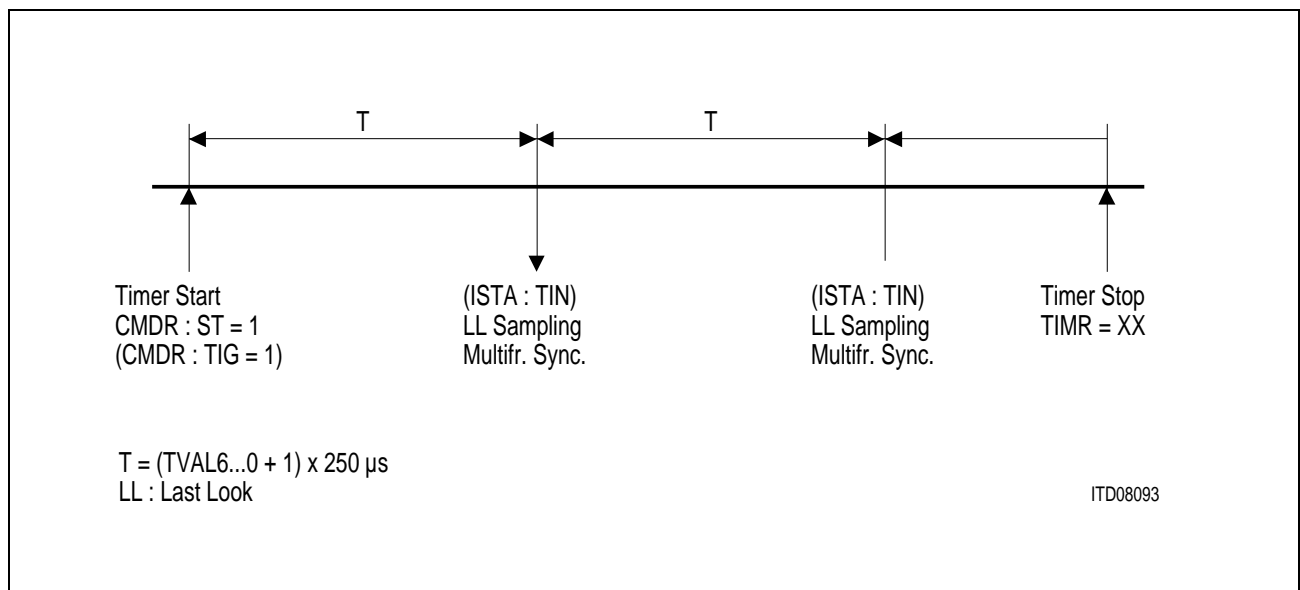 T
T
Timer Start
CMDR : ST = 1
(CMDR : TIG = 1)
(ISTA : TIN)
LL Sampling
Multifr. Sync.
(ISTA : TIN)
LL Sampling
Multifr. Sync.
Timer Stop
TIMR = XX
T = (TVAL6...0 + 1) x 250 µs
LL : Last Look
ITD08093